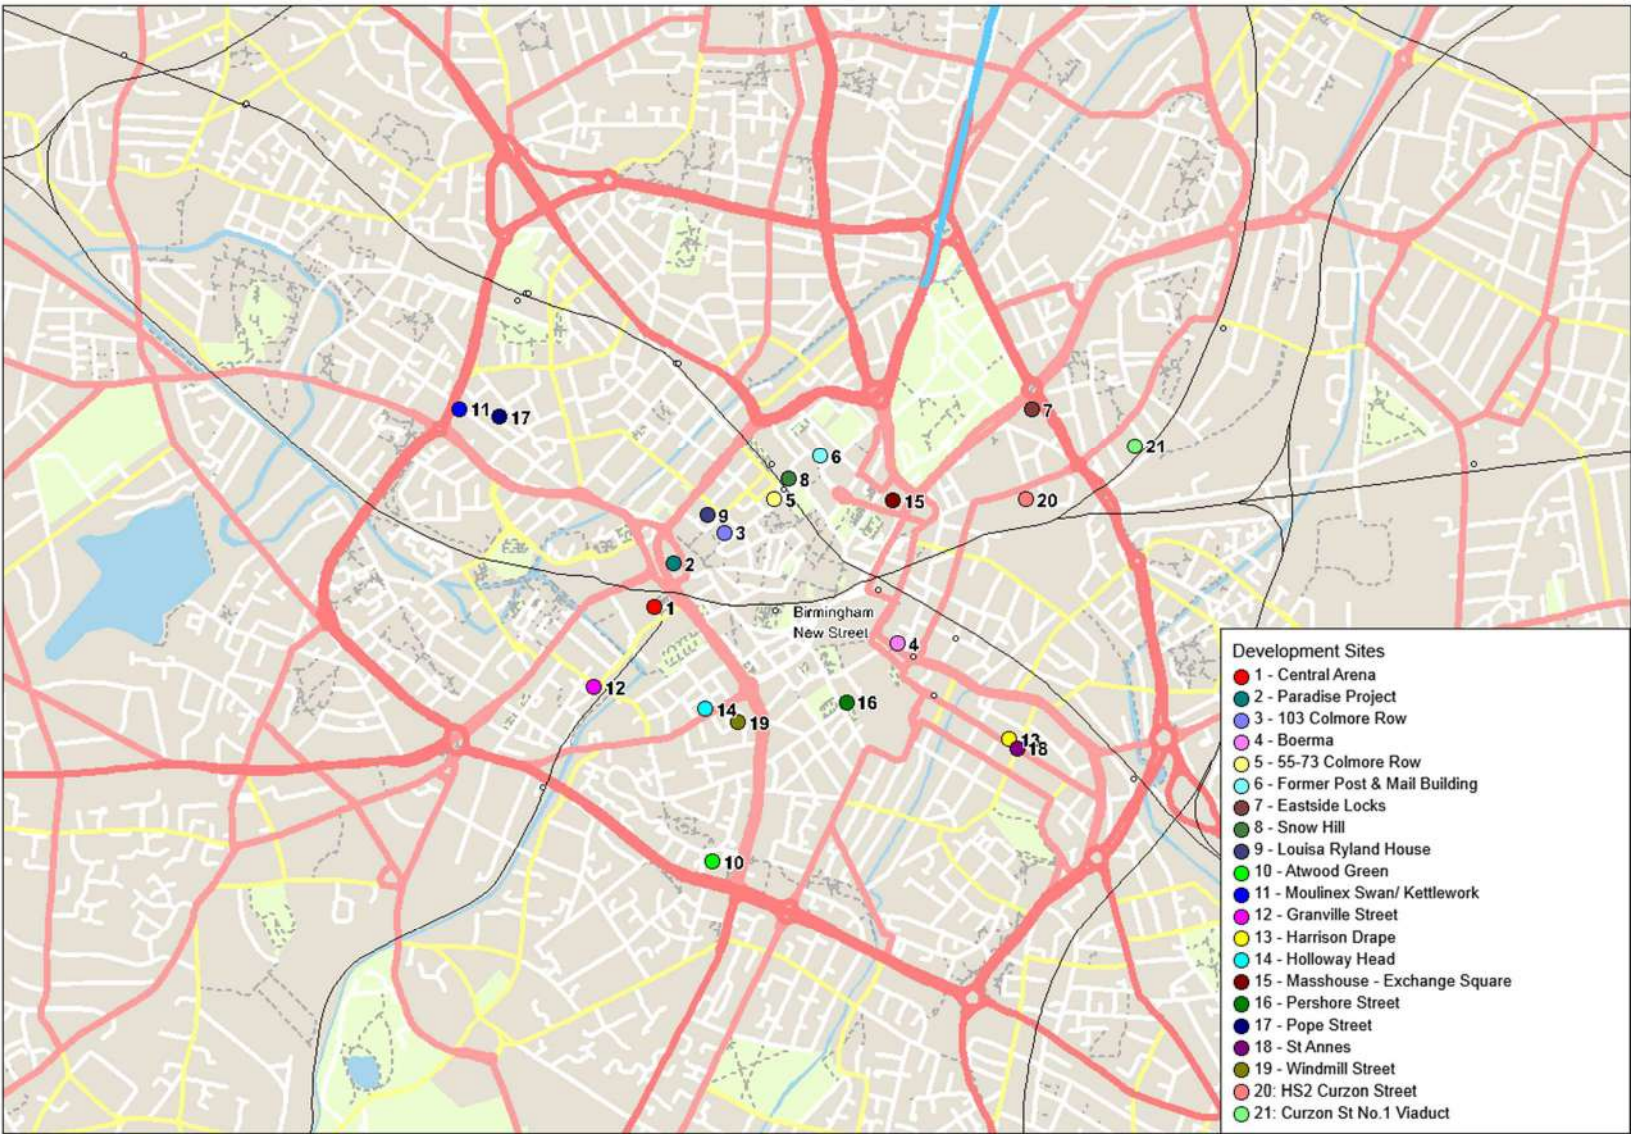 11
17
6
8
5
9
3
2
1
7
21
15
20
Birmingham
New Street
4
12
14
19
16
13
18
10
Development Sites
1 - Central Arena
2 - Paradise Project
3 - 103 Colmore Row
4 - Boerma
5 - 55-73 Colmore Row
6 - Former Post & Mail Building
7 - Eastside Locks
8 - Snow Hill
9 - Louisa Ryland House
10 - Atwood Green
11 - Moulinex Swan/ Kettlework
12 - Granville Street
13 - Harrison Drape
14 - Holloway Head
15 - Masshouse - Exchange Square
16 - Pershore Street
17 - Pope Street
18 - St Annes
19 - Windmill Street
20: HS2 Curzon Street
21: Curzon St No.1 Viaduct